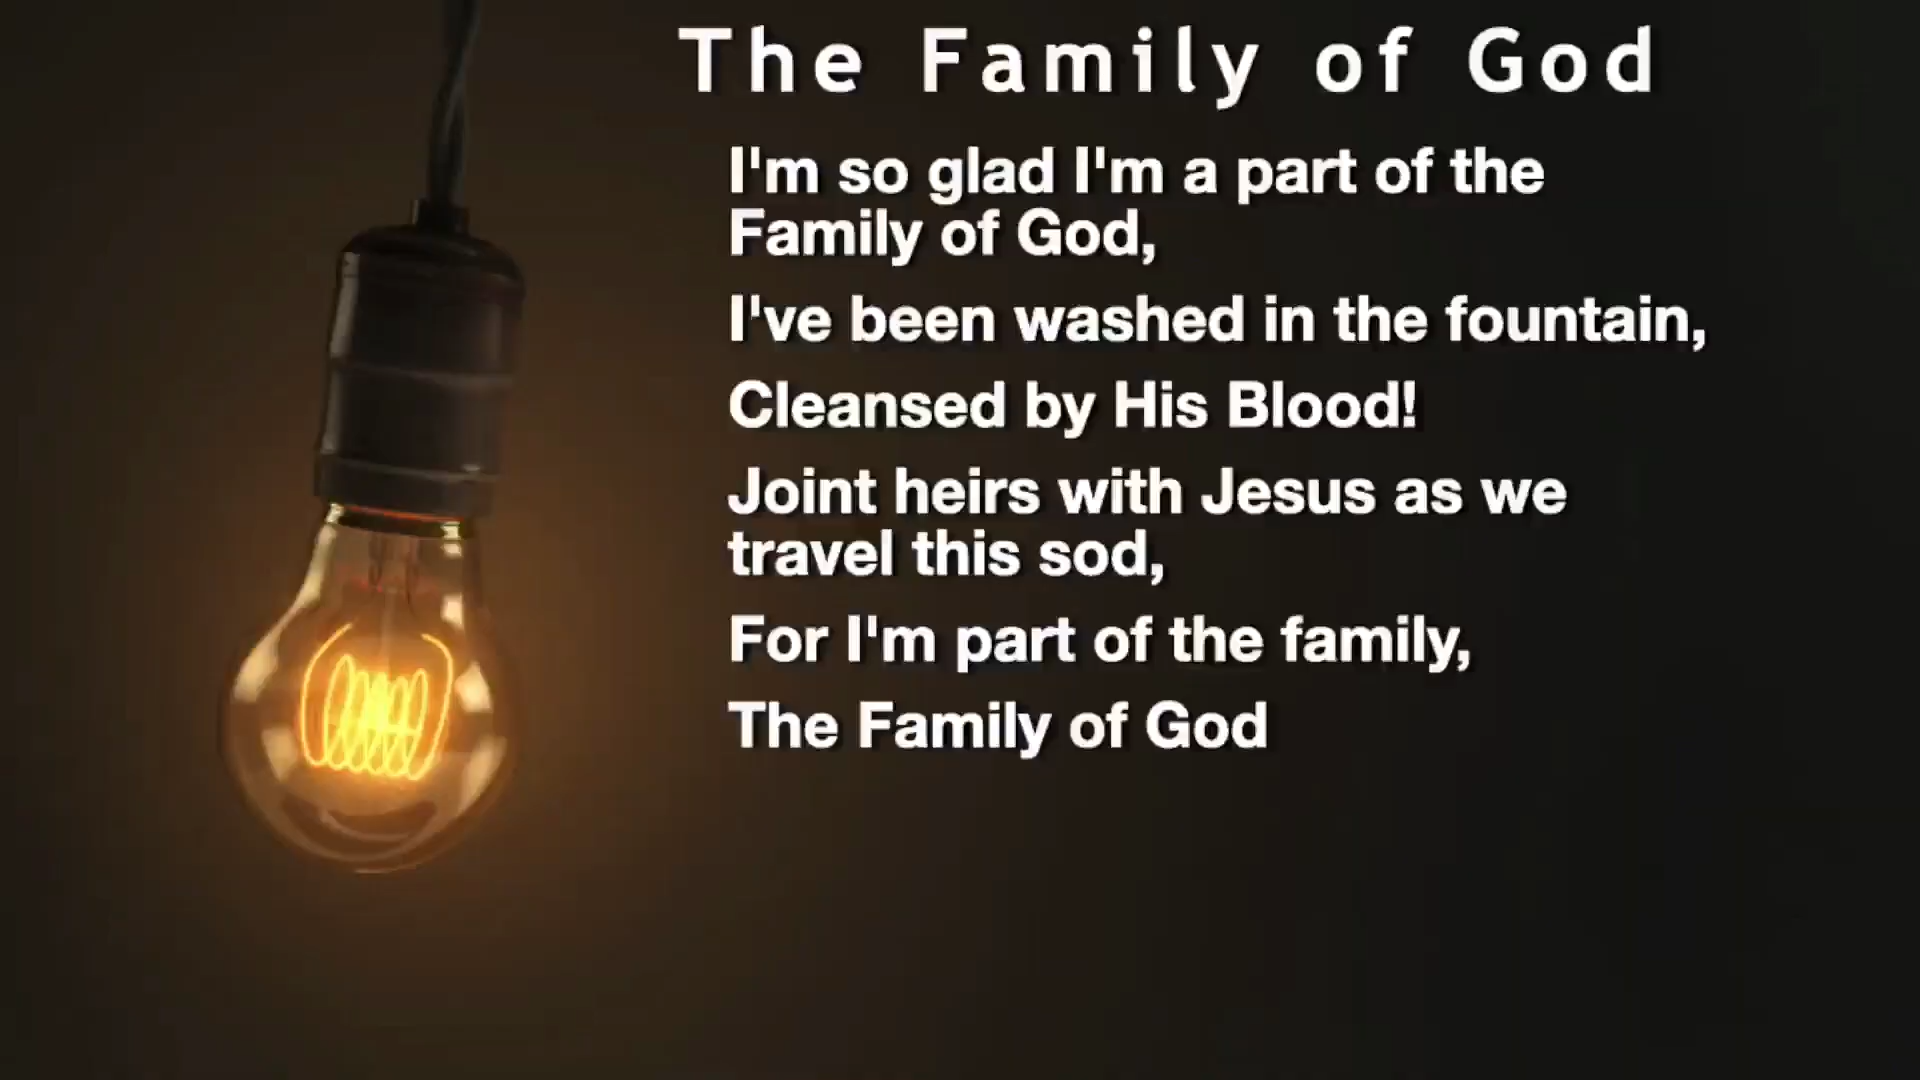 The Family of God
I'm so glad I'm a part of the
Family of God,
I've been washed in the fountain,
Cleansed by His Blood!
Joint heirs with Jesus as we
travel this sod,
For I'm part of the family,
The Family of God